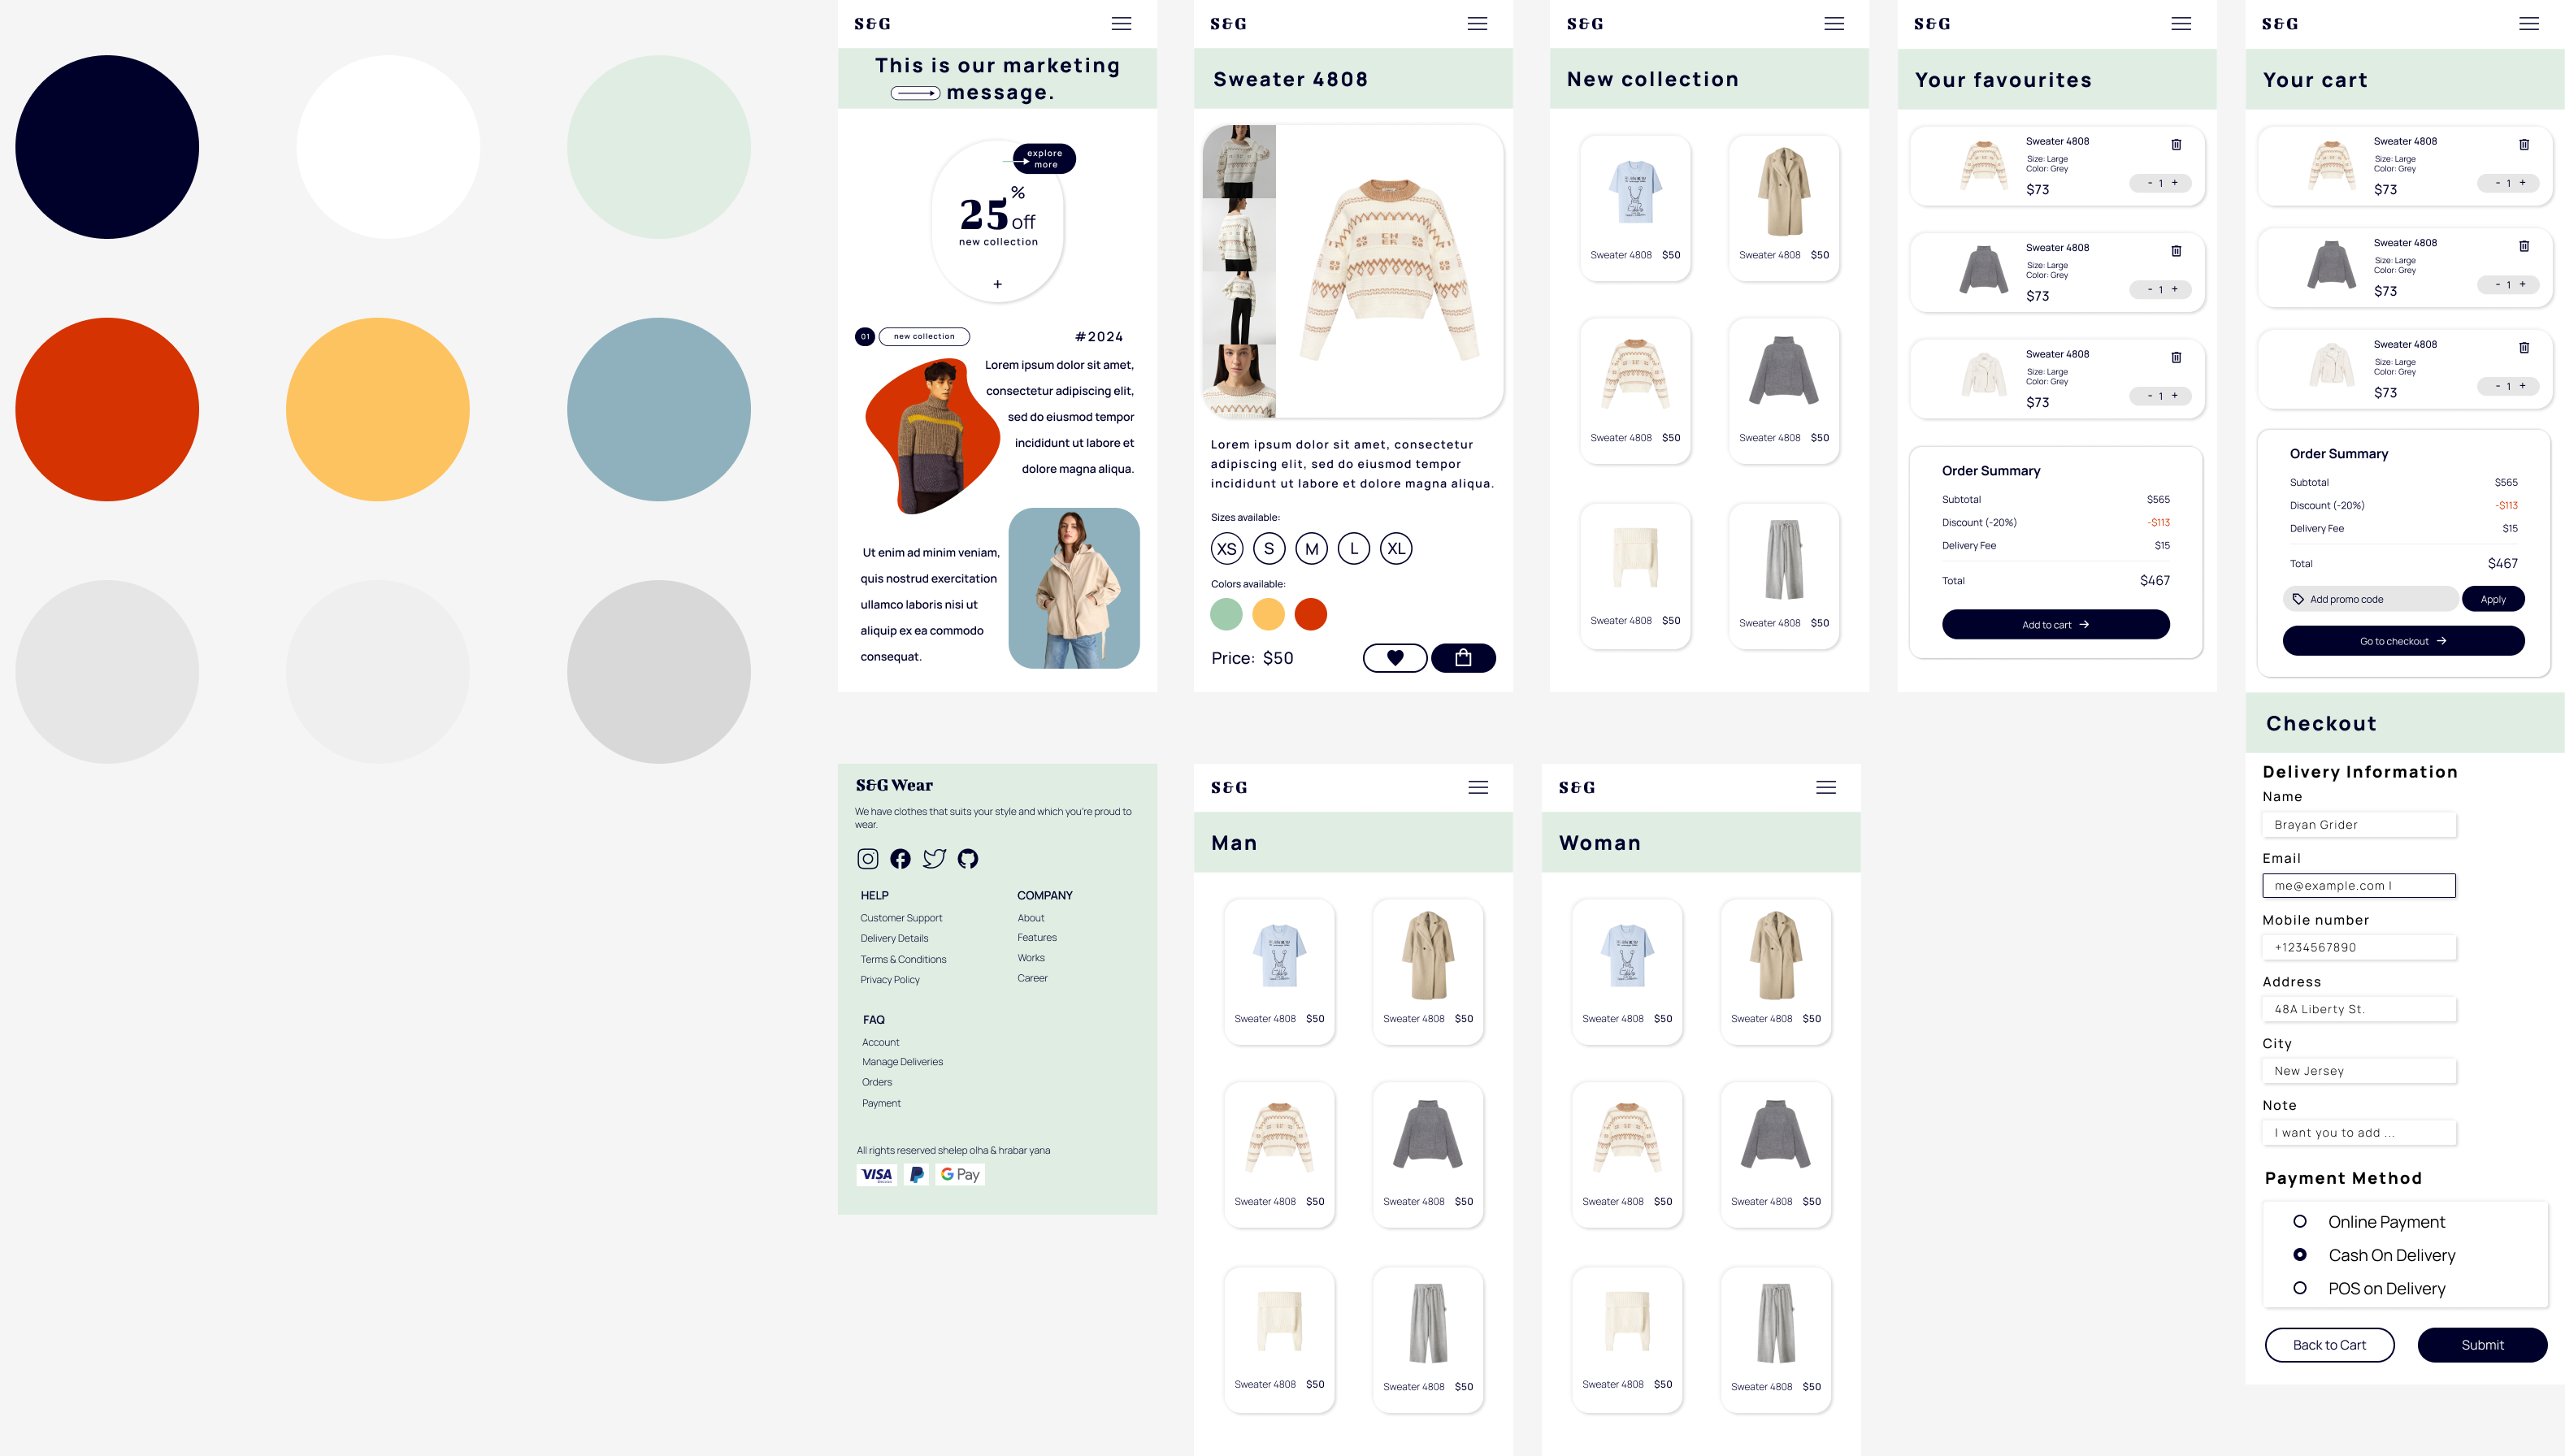 S&G
This is our marketing
message.
explore
more
25
%
off
new collection
+
01
new collection
#2024
Lorem ipsum dolor sit amet,
consectetur adipiscing elit,
sed do eiusmod tempor
incididunt ut labore et
dolore magna aliqua.
Ut enim ad minim veniam,
quis nostrud exercitation
ullamco laboris nisi ut
aliquip ex ea commodo
consequat.
S&G
Sweater 4808
Lorem ipsum dolor sit amet, consectetur
adipiscing elit, sed do eiusmod tempor
incididunt ut labore et dolore magna aliqua.
Sizes available:
XS S M L XL
Colors available:
Price: $50
S&G
New collection
Sweater 4808 $50
Sweater 4808 $50
Sweater 4808 $50
Sweater 4808 $50
Sweater 4808 $50
Sweater 4808 $50
S&G
Your favourites
Sweater 4808
Size: Large
Color: Grey
$73
- 1 +
Sweater 4808
Size: Large
Color: Grey
$73
- 1 +
Sweater 4808
Size: Large
Color: Grey
$73
- 1 +
Order Summary
Subtotal $565
Discount (-20%) -$113
Delivery Fee $15
Total $467
Add to cart
S&G
Your cart
Sweater 4808
Size: Large
Color: Grey
$73
- 1 +
Sweater 4808
Size: Large
Color: Grey
$73
- 1 +
Sweater 4808
Size: Large
Color: Grey
$73
- 1 +
Order Summary
Subtotal $565
Discount (-20%) -$113
Delivery Fee $15
Total $467
Add promo code
Apply
Go to checkout
Checkout
Delivery Information
Name
Brayan Grider
Email
me@example.com |
Mobile number
+1234567890
Address
48A Liberty St.
City
New Jersey
Note
I want you to add ...
Payment Method
Online Payment
Cash On Delivery
POS on Delivery
Back to Cart
Submit
S&G Wear
We have clothes that suits your style and which you're proud to
wear.
HELP
Customer Support
Delivery Details
Terms & Conditions
Privacy Policy
COMPANY
About
Features
Works
Career
FAQ
Account
Manage Deliveries
Orders
Payment
All rights reserved shelep olha & hrabar yana
VISA
G Pay
S&G
Man
Sweater 4808 $50
Sweater 4808 $50
Sweater 4808 $50
Sweater 4808 $50
Sweater 4808 $50
Sweater 4808 $50
S&G
Woman
Sweater 4808 $50
Sweater 4808 $50
Sweater 4808 $50
Sweater 4808 $50
Sweater 4808 $50
Sweater 4808 $50